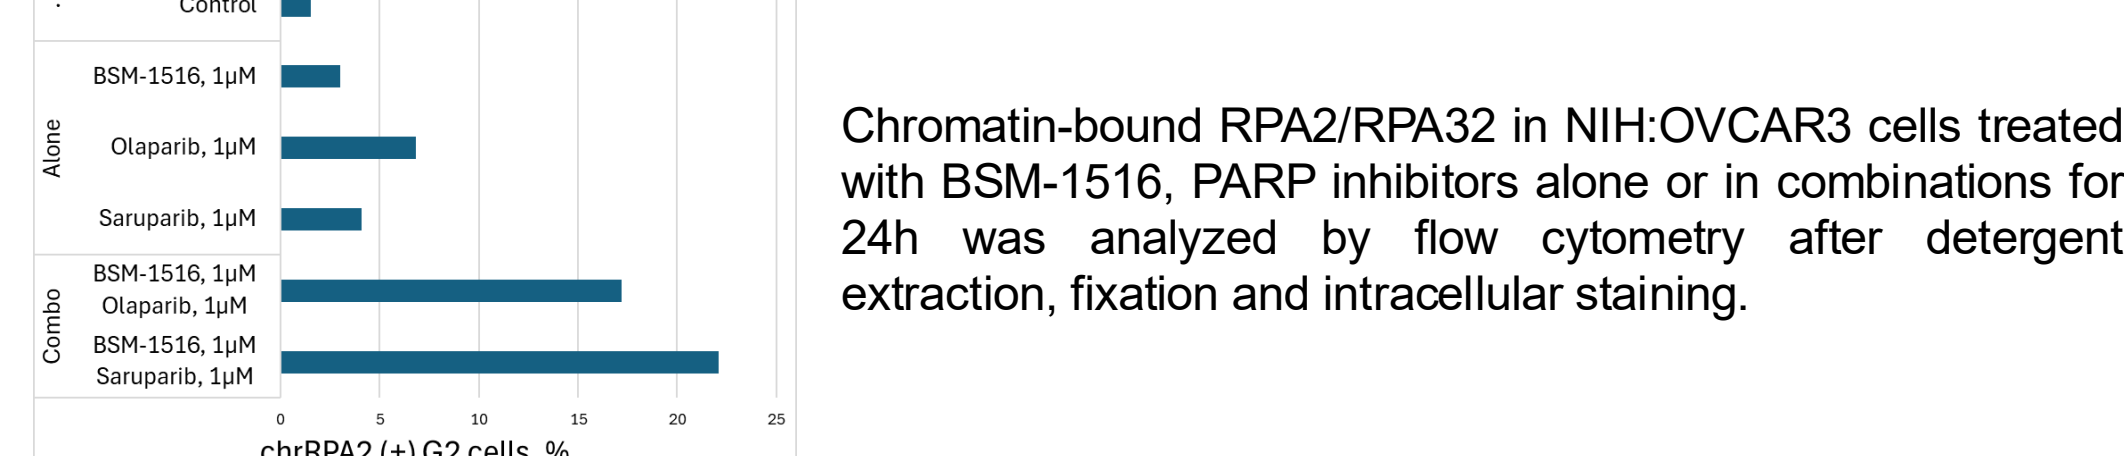 Control
BSM-1516, 1µM
Olaparib, 1µM
Saruparib, 1µM
Alone
BSM-1516, 1µM
Olaparib, 1µM
BSM-1516, 1µM
Saruparib, 1µM
Combo
0 5 10 15 20 25
chrRPA2 (+) G2 cells, %
Chromatin-bound RPA2/RPA32 in NIH:OVCAR3 cells treated
with BSM-1516, PARP inhibitors alone or in combinations for
24h was analyzed by flow cytometry after detergent
extraction, fixation and intracellular staining.